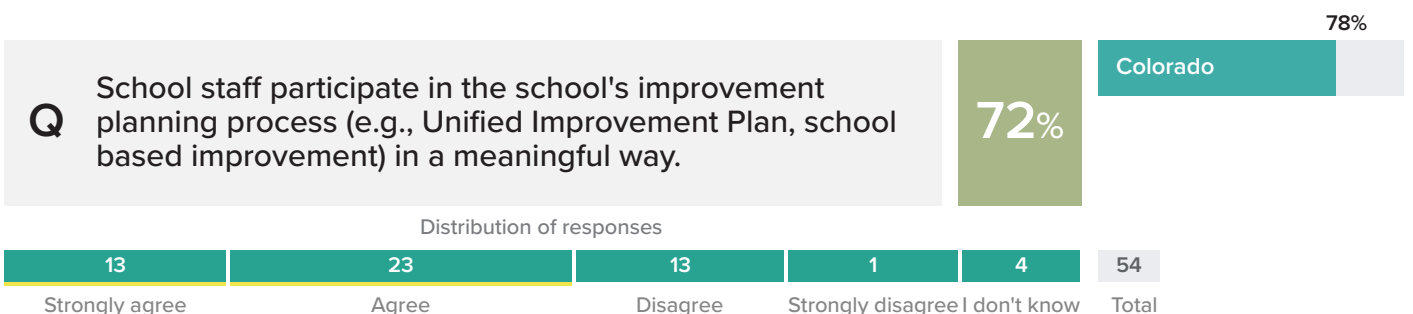 78%
Q
School staff participate in the school's improvement
planning process (e.g., Unified Improvement Plan, school
based improvement) in a meaningful way.
72%
Colorado
Distribution of responses
13 23 13 1 4 54
Strongly agree Agree Disagree Strongly disagree I don't know Total